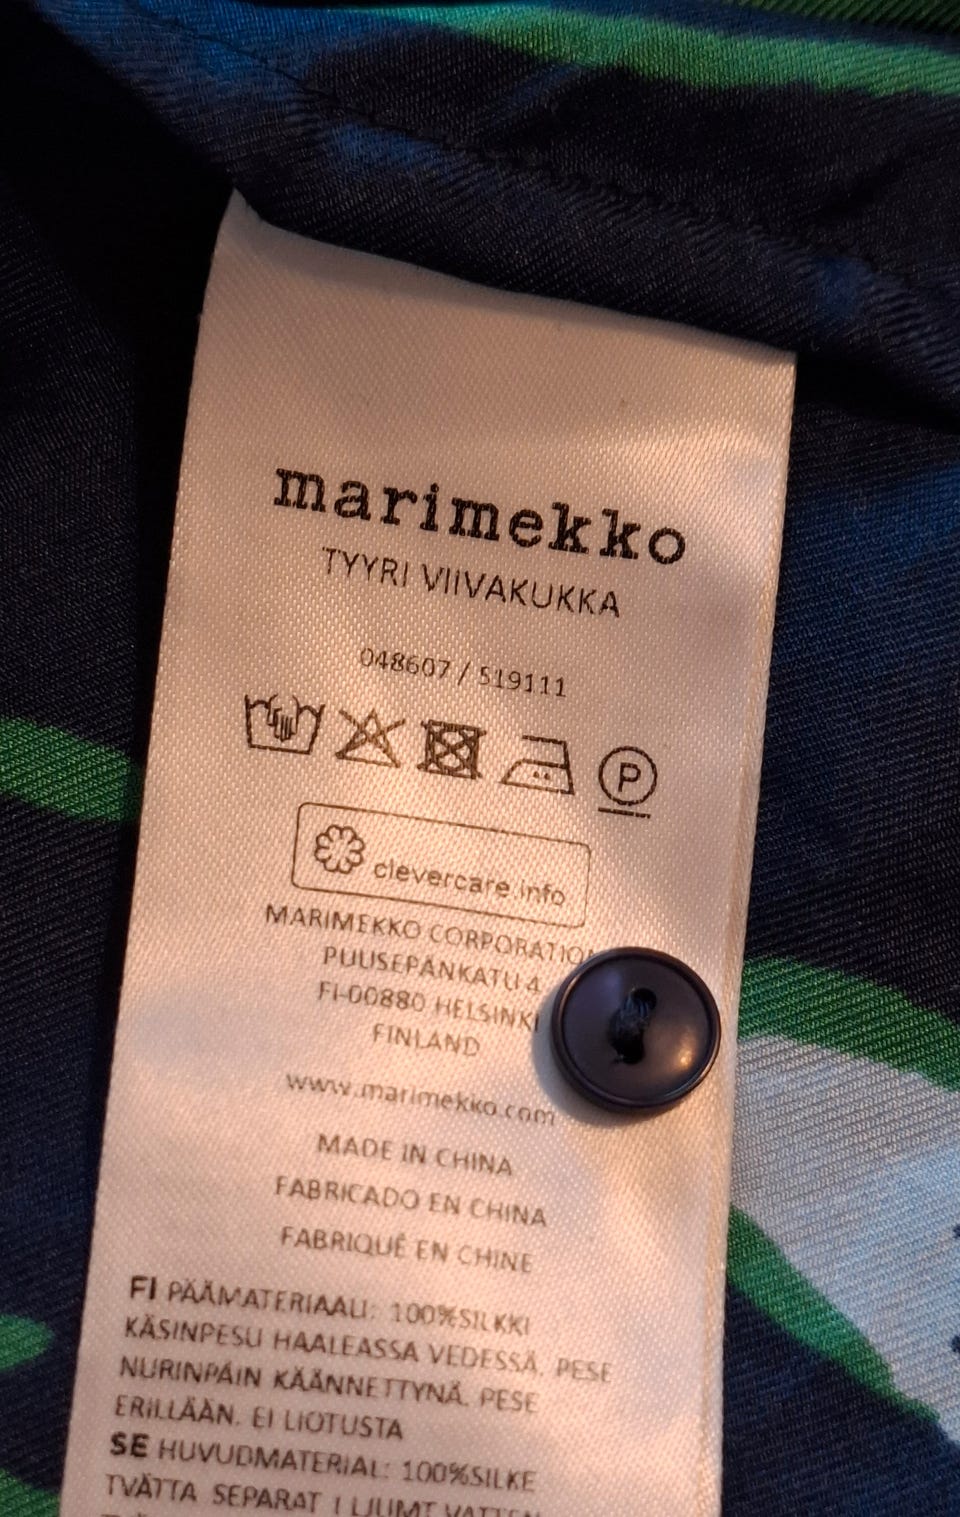 marimekko
TYYRI VIIVAKUKKA
048607 / 519111
P
clevercare.info
MARIMEKKO CORPORATION
PUUSEPÄNKATU 4
FI-00880 HELSINKI
FINLAND
www.marimekko.com
MADE IN CHINA
FABRICADO EN CHINA
FABRIQUÉ EN CHINE
FI PÄÄMATERIAALI: 100%SILKKI
KÄSINPESU HAALEASSA VEDESSÄ, PESE
NURINPÄIN KÄÄNNETTYNÄ, PESE
ERILLÄÄN. EI LIOTUSTA
SE HUVUDMATERIAL: 100%SILKE
TVÄTTA SEPARAT I LJUMT VATTEN